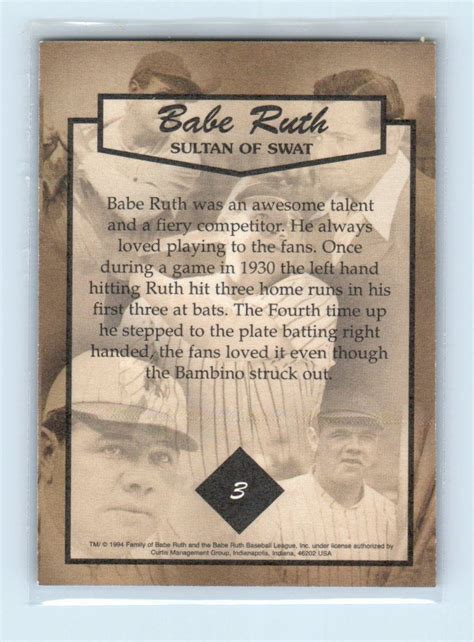 Babe Ruth
SULTAN OF SWAT
Babe Ruth was an awesome talent
and a fiery competitor. He always
loved playing to the fans. Once
during a game in 1930 the left hand
hitting Ruth hit three home runs in his
first three at bats. The Fourth time up
he stepped to the plate batting right
handed, the fans loved it even though
the Bambino struck out.
3
TM/ © 1994 Family of Babe Ruth and the Babe Ruth Baseball League, Inc. under license authorized by
Curtis Management Group, Indianapolis, Indiana, 46202 USA